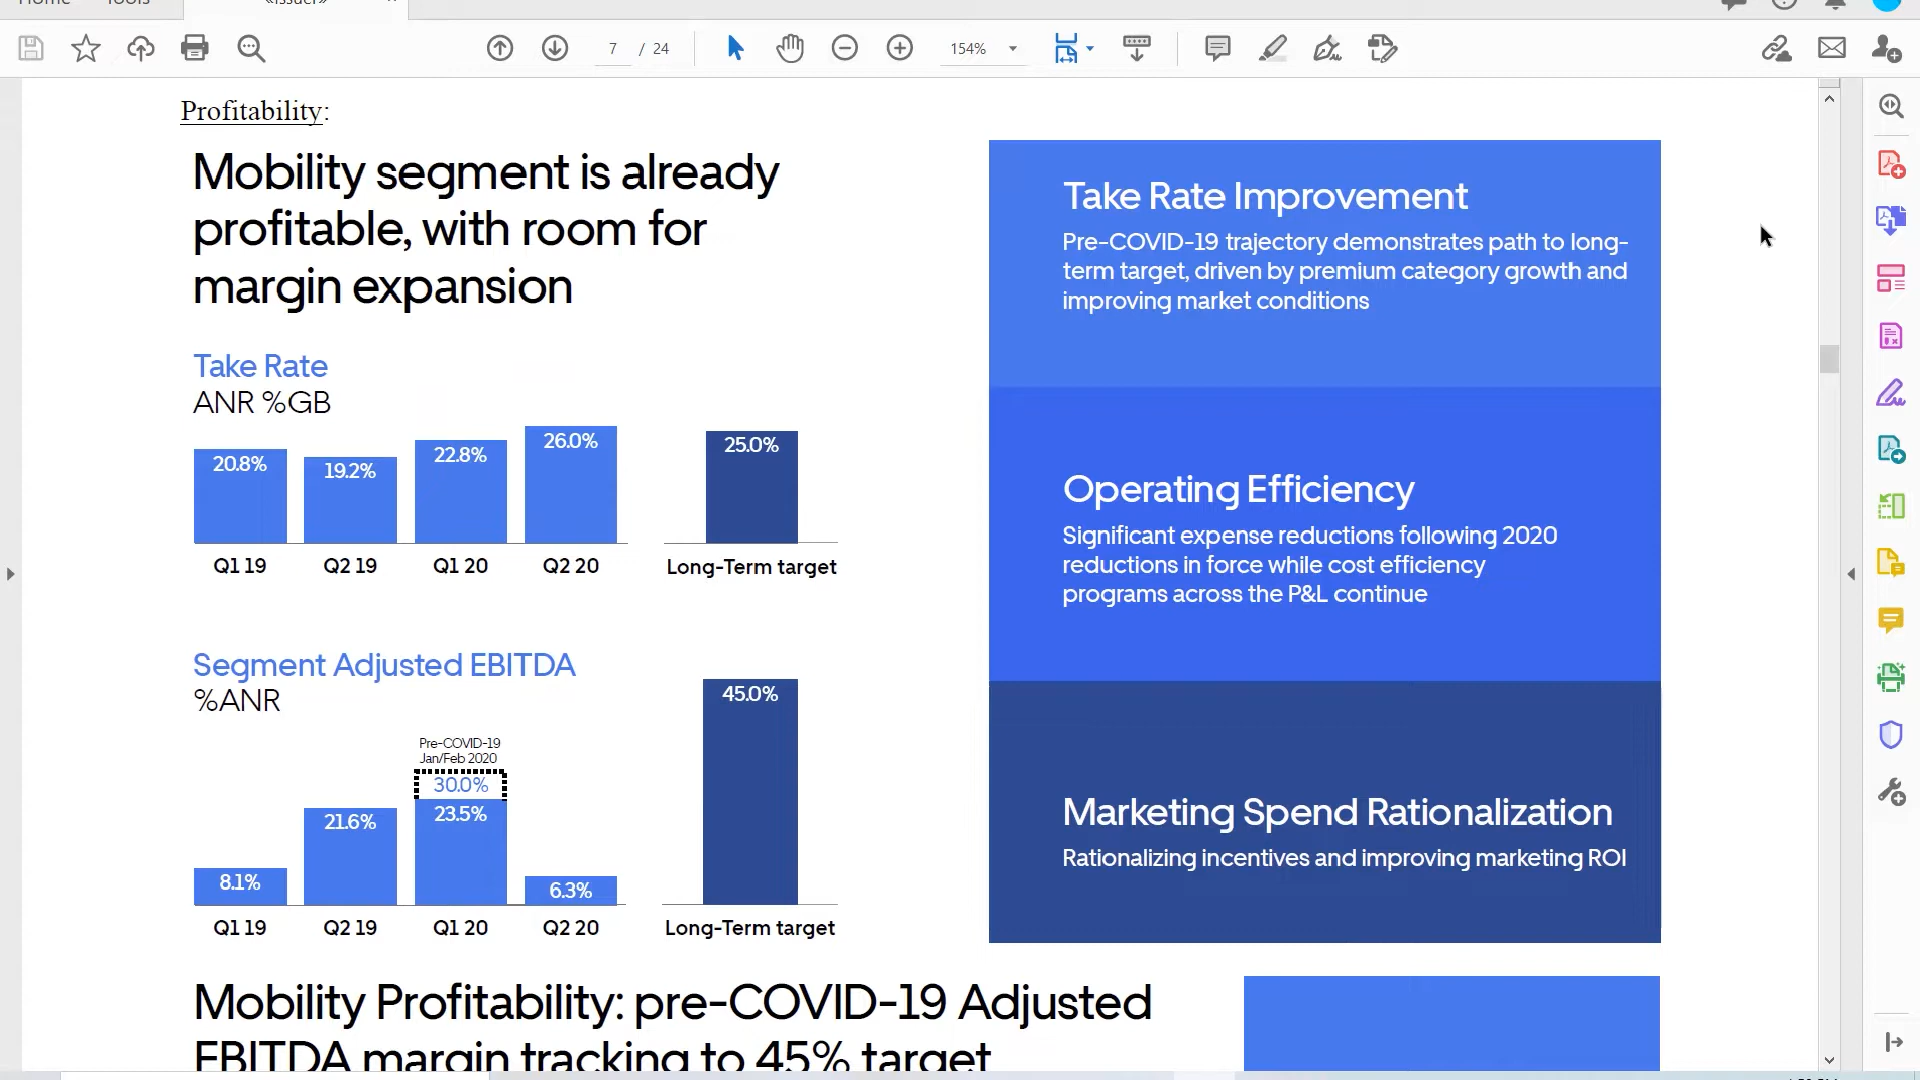 Home Tools «Issuer»
7 / 24 154%
Profitability:
Mobility segment is already
profitable, with room for
margin expansion
Take Rate
ANR %GB
20.8% 19.2% 22.8% 26.0% 25.0%
Q1 19 Q2 19 Q1 20 Q2 20 Long-Term target
Segment Adjusted EBITDA
%ANR
Pre-COVID-19
Jan/Feb 2020
30.0%
8.1% 21.6% 23.5% 6.3% 45.0%
Q1 19 Q2 19 Q1 20 Q2 20 Long-Term target
Take Rate Improvement
Pre-COVID-19 trajectory demonstrates path to long-
term target, driven by premium category growth and
improving market conditions
Operating Efficiency
Significant expense reductions following 2020
reductions in force while cost efficiency
programs across the P&L continue
Marketing Spend Rationalization
Rationalizing incentives and improving marketing ROI
Mobility Profitability: pre-COVID-19 Adjusted
EBITDA margin tracking to 45% target